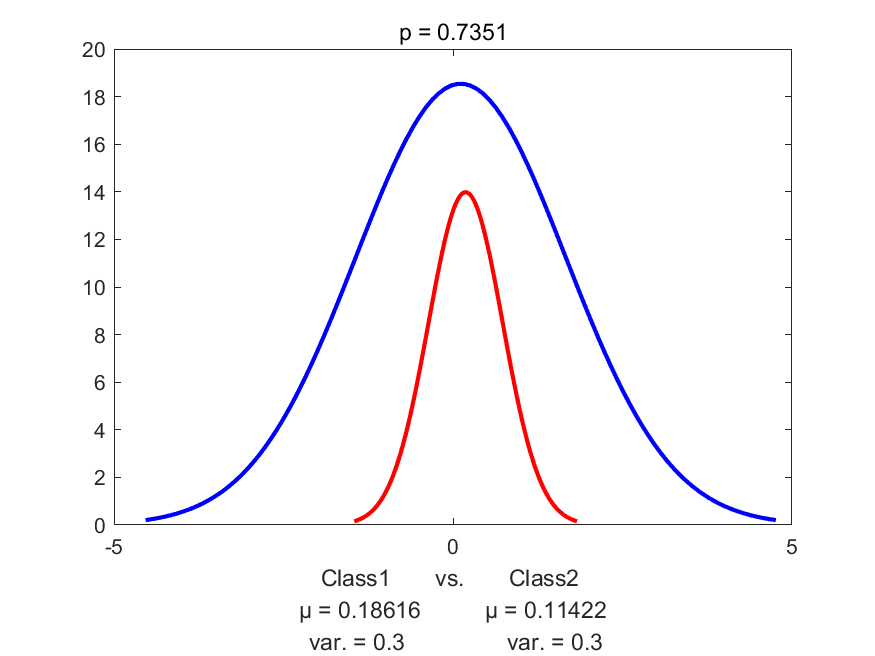 p = 0.7351
20
18
16
14
12
10
8
6
4
2
0
-5 0 5
Class1 vs. Class2
μ = 0.18616 μ = 0.11422
var. = 0.3 var. = 0.3